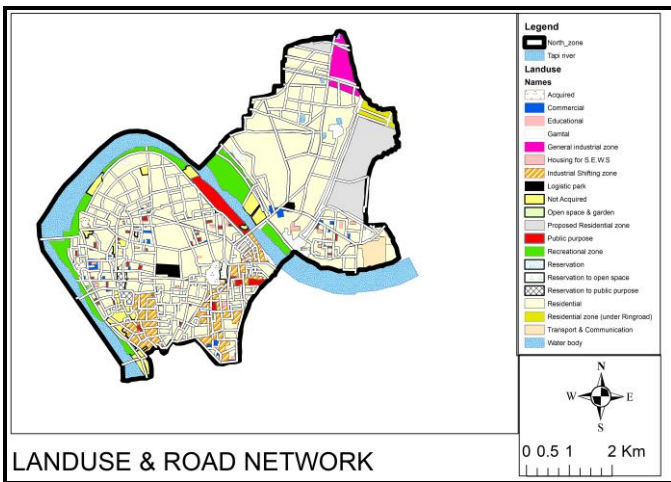 Legend
North_zone
Tapi river
Landuse
Names
Acquired
Commercial
Educational
Gamtal
General industrial zone
Housing for S.E.W.S
Industrial Shifting zone
Logistic park
Not Acquired
Open space & garden
Proposed Residential zone
Public purpose
Recreational zone
Reservation
Reservation to open space
Reservation to public purpose
Residential
Residential zone (under Ringroad)
Transport & Communication
Water body
N
W E
S
0 0.5 1 2 Km
LANDUSE & ROAD NETWORK